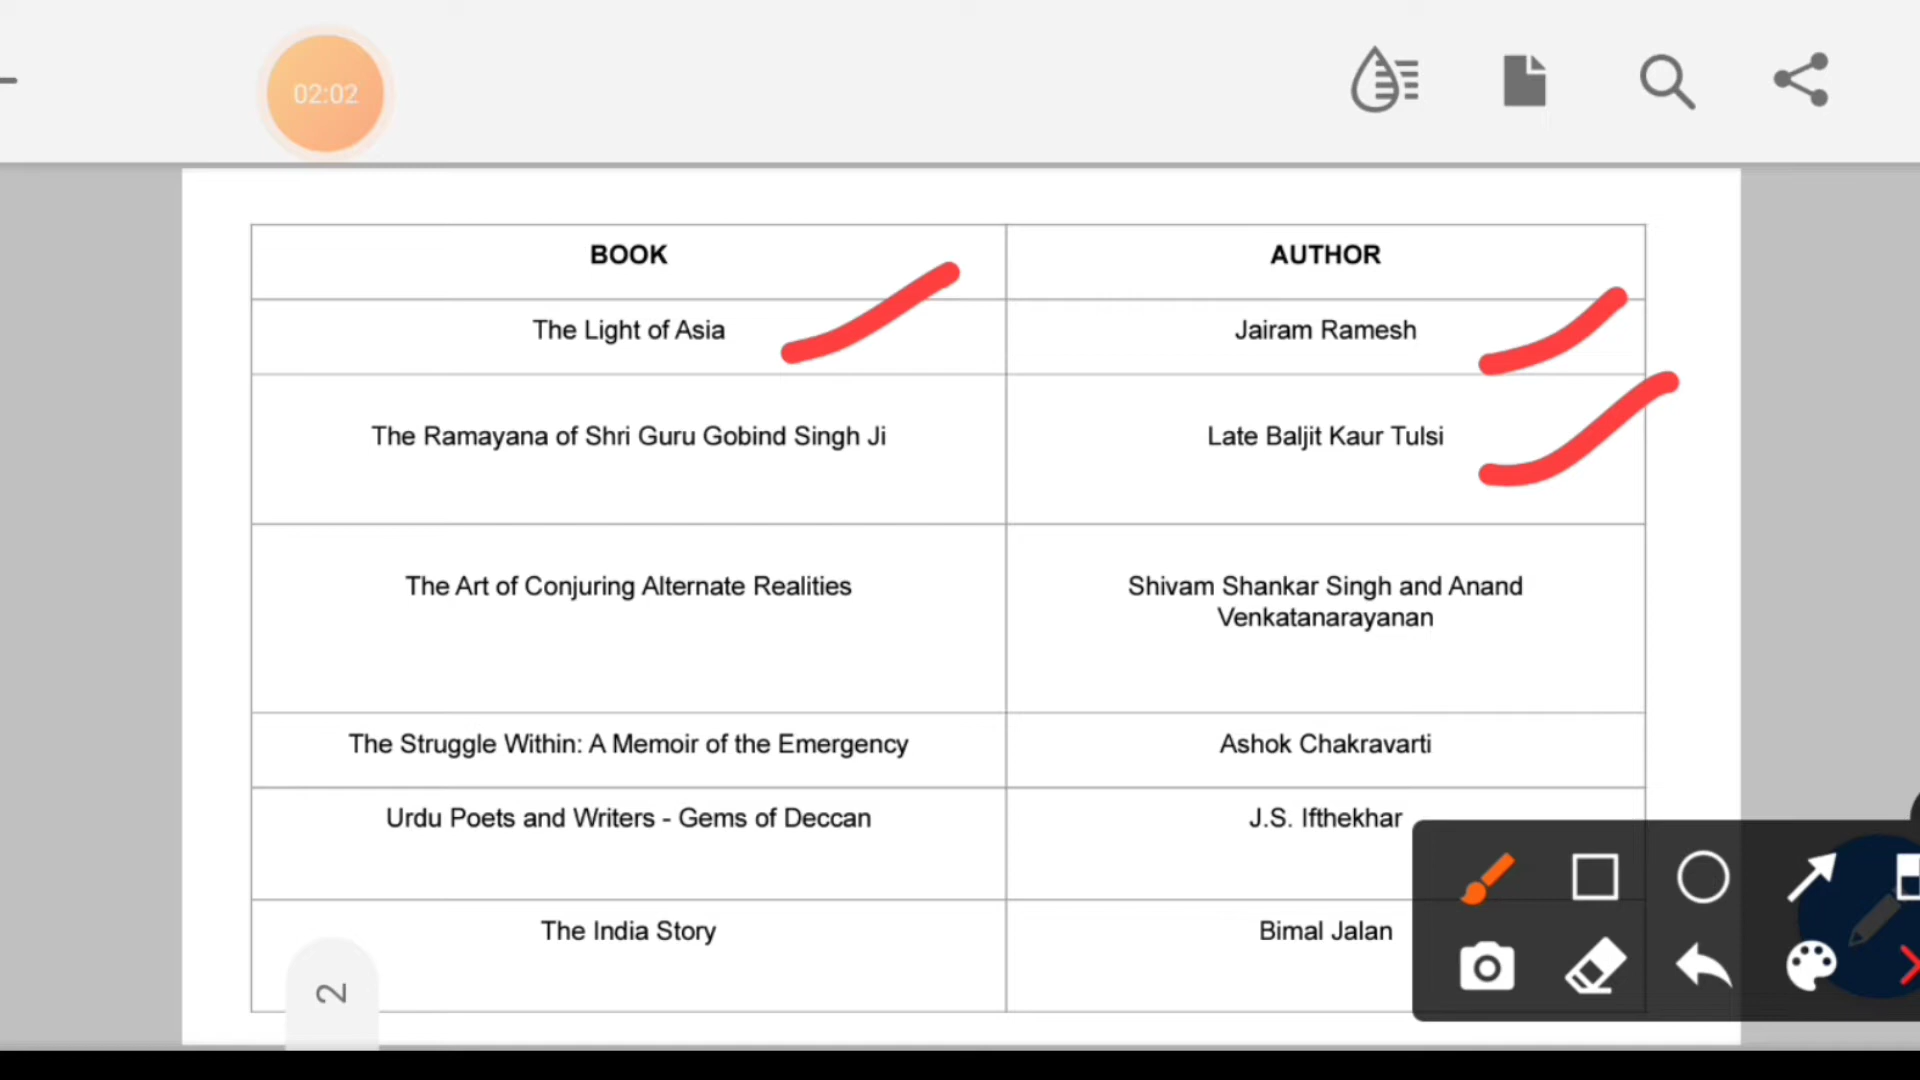 02:02
BOOK AUTHOR
The Light of Asia Jairam Ramesh
The Ramayana of Shri Guru Gobind Singh Ji Late Baljit Kaur Tulsi
The Art of Conjuring Alternate Realities Shivam Shankar Singh and Anand
Venkatanarayanan
The Struggle Within: A Memoir of the Emergency Ashok Chakravarti
Urdu Poets and Writers - Gems of Deccan J.S. Ifthekhar
The India Story Bimal Jalan
2